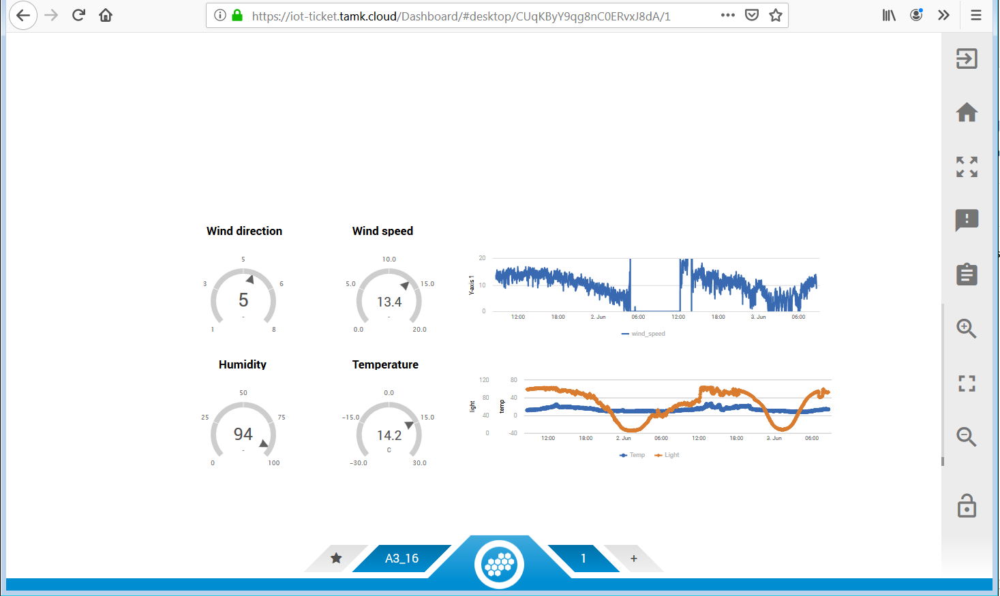 https://iot-ticket.tamk.cloud/Dashboard/#desktop/CUqKByY9qg8nC0ERvxJ8dA/1
Wind direction
5
3 6
5
-
1 8
Wind speed
10.0
5.0 15.0
13.4
-
0.0 20.0
Y-axis 1
20
10
0
12:00 18:00 2. Jun 06:00 12:00 18:00 3. Jun 06:00
wind_speed
Humidity
50
25 75
94
-
0 100
Temperature
0.0
-15.0 15.0
14.2
C
-30.0 30.0
light
120
80
40
0
temp
80
40
0
-40
12:00 18:00 2. Jun 06:00 12:00 18:00 3. Jun 06:00
Temp Light
A3_16 1 +